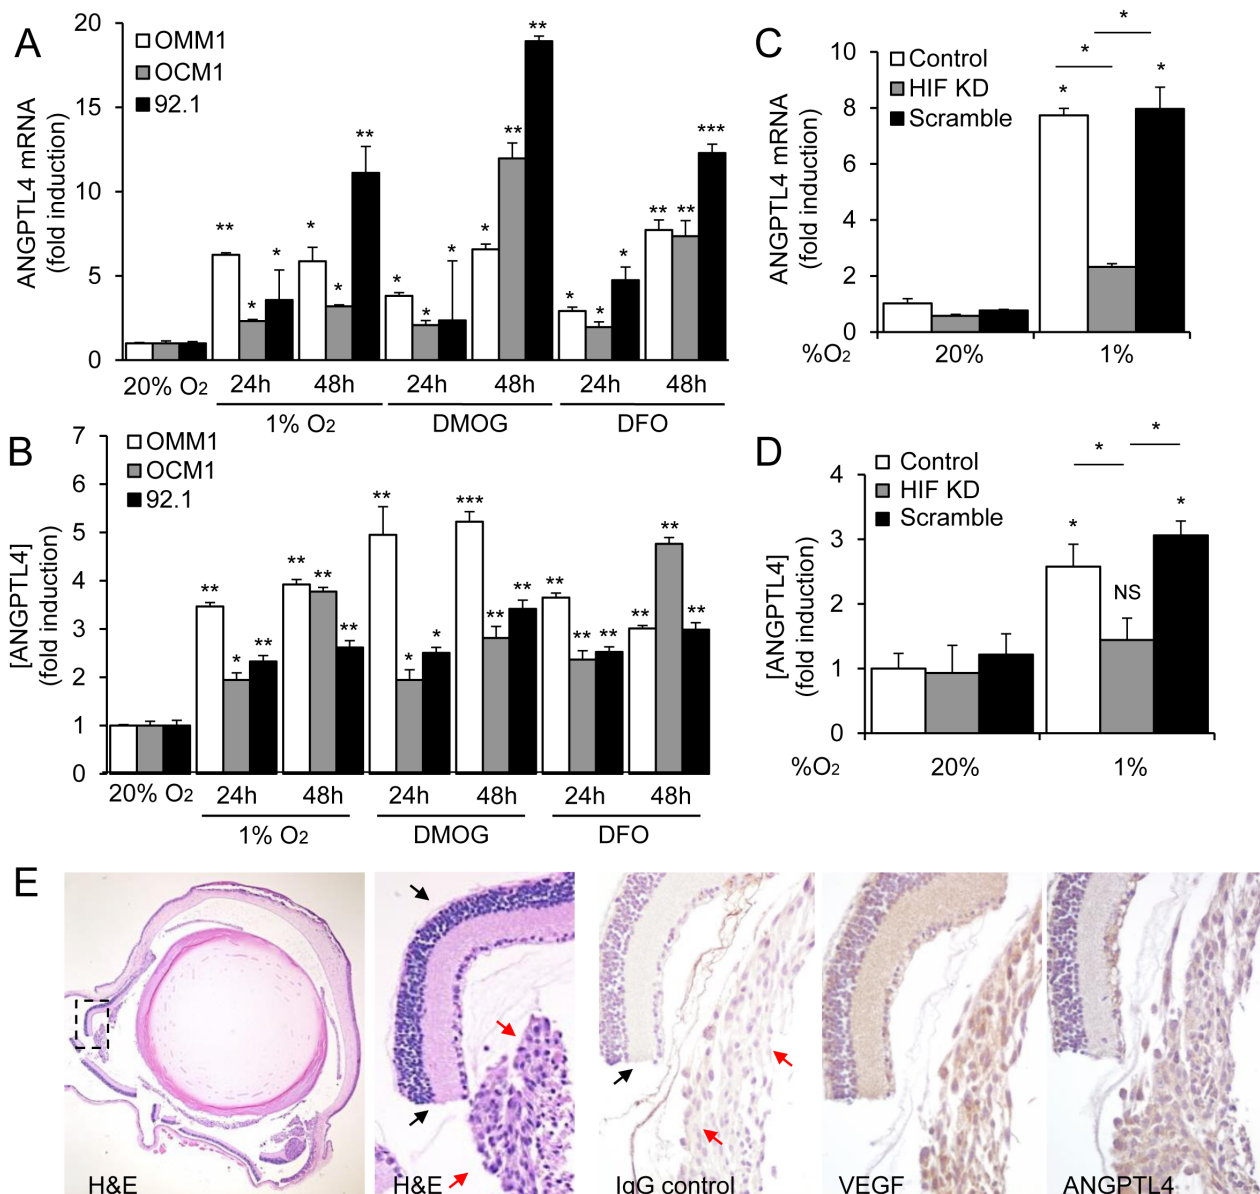 A
ANGPTL4 mRNA
(fold induction)
20
15
10
5
0
OMM1
OCM1
92.1
** * * * * ** * * * * ** ** * * * ** ** ***
20% O2 24h 48h 24h 48h 24h 48h
1% O2 DMOG DFO
B
[ANGPTL4]
(fold induction)
7
6
5
4
3
2
1
0
OMM1
OCM1
92.1
** * ** ** ** ** ** * * *** ** ** ** ** ** ** ** **
20% O2 24h 48h 24h 48h 24h 48h
1% O2 DMOG DFO
C
ANGPTL4 mRNA
(fold induction)
10
8
6
4
2
0
Control
HIF KD
Scramble
*
*
* *
%O2 20% 1%
D
[ANGPTL4]
(fold induction)
4
3
2
1
0
Control
HIF KD
Scramble
*
*
* NS *
%O2 20% 1%
E
H&E
H&E
IgG control
VEGF
ANGPTL4